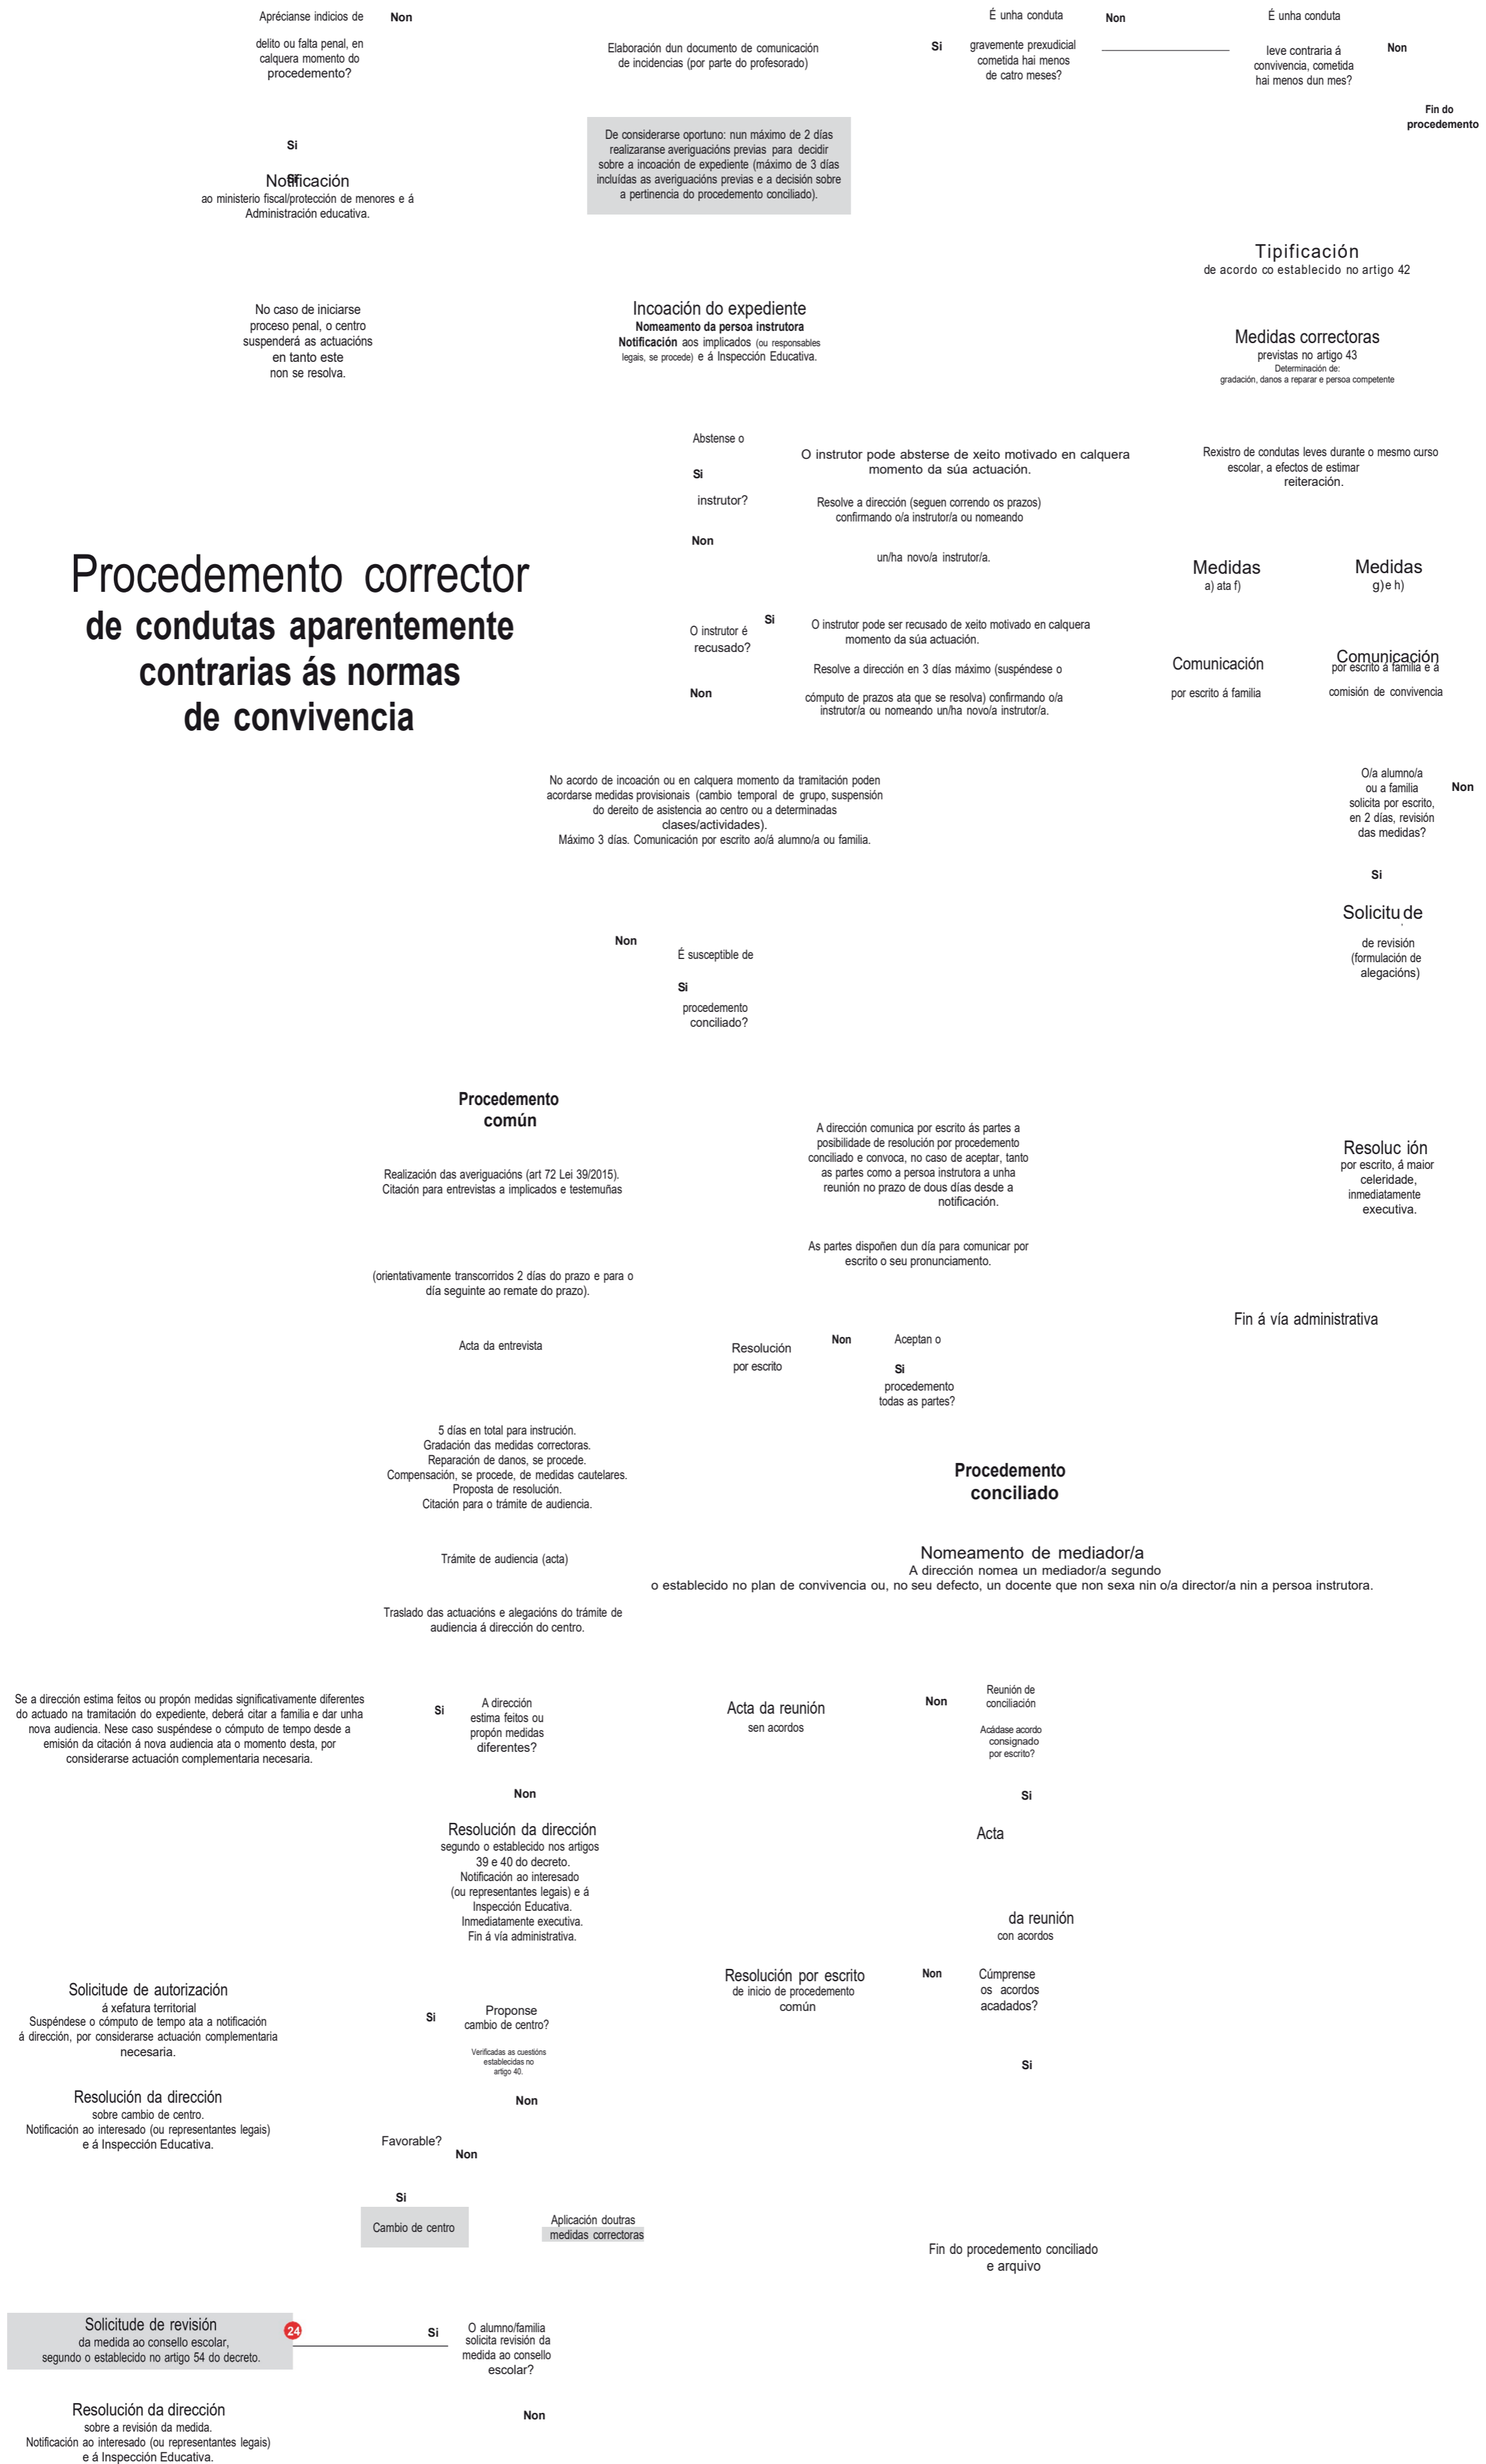 Aprécianse indicios de
Non
delito ou falta penal, en
calquera momento do
procedemento?
Si
Si
Notificación
ao ministerio fiscal/protección de menores e á
Administración educativa.
No caso de iniciarse
proceso penal, o centro
suspenderá as actuacións
en tanto este
non se resolva.
Elaboración dun documento de comunicación
de incidencias (por parte do profesorado)
De considerarse oportuno: nun máximo de 2 días
realizaranse averiguacións previas para decidir
sobre a incoación de expediente (máximo de 3 días
incluídas as averiguacións previas e a decisión sobre
a pertinencia do procedemento conciliado).
Incoación do expediente
Nomeamento da persoa instrutora
Notificación aos implicados (ou responsables
legais, se procede) e á Inspección Educativa.
É unha conduta
Si
gravemente prexudicial
cometida hai menos
de catro meses?
Non
É unha conduta
leve contraria á
convivencia, cometida
hai menos dun mes?
Non
Fin do
procedemento
Tipificación
de acordo co establecido no artigo 42
Medidas correctoras
previstas no artigo 43
Determinación de:
gradación, danos a reparar e persoa competente
Rexistro de condutas leves durante o mesmo curso
escolar, a efectos de estimar
reiteración.
Procedemento corrector
de condutas aparentemente
contrarias ás normas
de convivencia
Abstense o
Si
instrutor?
Non
O instrutor pode absterse de xeito motivado en calquera
momento da súa actuación.
Resolve a dirección (seguen correndo os prazos)
confirmando o/a instrutor/a ou nomeando
un/ha novo/a instrutor/a.
O instrutor é
recusado?
Si
Non
O instrutor pode ser recusado de xeito motivado en calquera
momento da súa actuación.
Resolve a dirección en 3 días máximo (suspéndese o
cómputo de prazos ata que se resolva) confirmando o/a
instrutor/a ou nomeando un/ha novo/a instrutor/a.
Medidas
a) ata f)
Medidas
g) e h)
Comunicación
por escrito á familia
Comunicación
por escrito á familia e á
comisión de convivencia
No acordo de incoación ou en calquera momento da tramitación poden
acordarse medidas provisionais (cambio temporal de grupo, suspensión
do dereito de asistencia ao centro ou a determinadas
clases/actividades).
Máximo 3 días. Comunicación por escrito ao/á alumno/a ou familia.
O/a alumno/a
ou a familia
solicita por escrito,
en 2 días, revisión
das medidas?
Non
Si
Solicitu de
de revisión
(formulación de
alegacións)
Non
É susceptible de
Si
procedemento
conciliado?
Procedemento
común
Realización das averiguacións (art 72 Lei 39/2015).
Citación para entrevistas a implicados e testemuñas
(orientativamente transcorridos 2 días do prazo e para o
día seguinte ao remate do prazo).
Acta da entrevista
5 días en total para instrución.
Gradación das medidas correctoras.
Reparación de danos, se procede.
Compensación, se procede, de medidas cautelares.
Proposta de resolución.
Citación para o trámite de audiencia.
Trámite de audiencia (acta)
Traslado das actuacións e alegacións do trámite de
audiencia á dirección do centro.
A dirección comunica por escrito ás partes a
posibilidade de resolución por procedemento
conciliado e convoca, no caso de aceptar, tanto
as partes como a persoa instrutora a unha
reunión no prazo de dous días desde a
notificación.
As partes dispoñen dun día para comunicar por
escrito o seu pronunciamento.
Resolución
por escrito
Non
Aceptan o
Si
procedemento
todas as partes?
Resoluc ión
por escrito, á maior
celeridade,
inmediatamente
executiva.
Fin á vía administrativa
Procedemento
conciliado
Nomeamento de mediador/a
A dirección nomea un mediador/a segundo
o establecido no plan de convivencia ou, no seu defecto, un docente que non sexa nin o/a director/a nin a persoa instrutora.
Se a dirección estima feitos ou propón medidas significativamente diferentes
do actuado na tramitación do expediente, deberá citar a familia e dar unha
nova audiencia. Nese caso suspéndese o cómputo de tempo desde a
emisión da citación á nova audiencia ata o momento desta, por
considerarse actuación complementaria necesaria.
Si
A dirección
estima feitos ou
propón medidas
diferentes?
Non
Acta da reunión
sen acordos
Non
Reunión de
conciliación
Acádase acordo
consignado
por escrito?
Si
Resolución da dirección
segundo o establecido nos artigos
39 e 40 do decreto.
Notificación ao interesado
(ou representantes legais) e á
Inspección Educativa.
Inmediatamente executiva.
Fin á vía administrativa.
Acta
da reunión
con acordos
Solicitude de autorización
á xefatura territorial
Suspéndese o cómputo de tempo ata a notificación
á dirección, por considerarse actuación complementaria
necesaria.
Si
Proponse
cambio de centro?
Verificadas as cuestións
establecidas no
artigo 40.
Non
Resolución por escrito
de inicio de procedemento
común
Non
Cúmprense
os acordos
acadados?
Si
Resolución da dirección
sobre cambio de centro.
Notificación ao interesado (ou representantes legais)
e á Inspección Educativa.
Favorable?
Non
Si
Cambio de centro
Aplicación doutras
medidas correctoras
Fin do procedemento conciliado
e arquivo
Solicitude de revisión
da medida ao consello escolar,
segundo o establecido no artigo 54 do decreto.
24
Si
O alumno/familia
solicita revisión da
medida ao consello
escolar?
Non
Resolución da dirección
sobre a revisión da medida.
Notificación ao interesado (ou representantes legais)
e á Inspección Educativa.